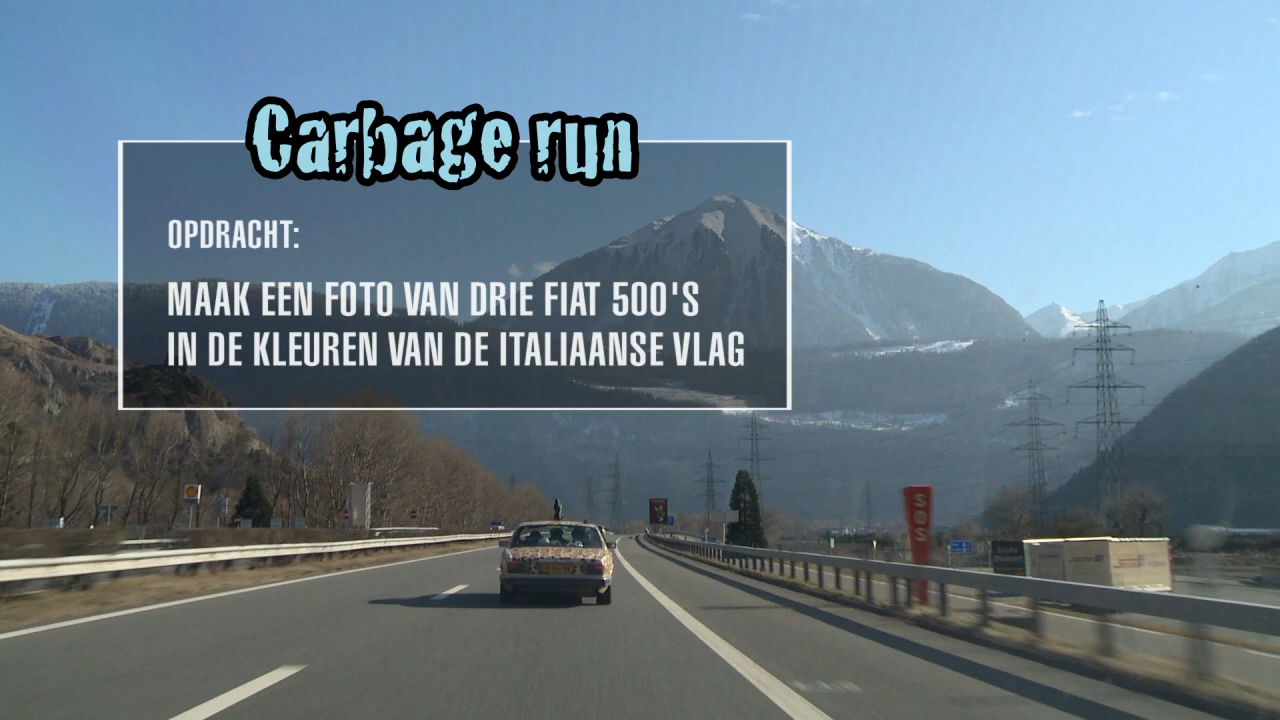 Carbage run
OPDRACHT:
MAAK EEN FOTO VAN DRIE FIAT 500'S
IN DE KLEUREN VAN DE ITALIAANSE VLAG
SOS